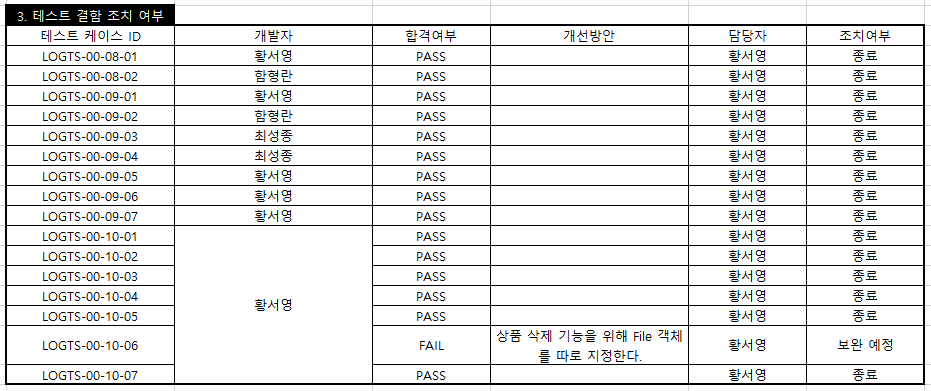 3. 테스트 결함 조치 여부
테스트 케이스 ID 개발자 합격여부 개선방안 담당자 조치여부
LOGTS-00-08-01 황서영 PASS 황서영 종료
LOGTS-00-08-02 함형란 PASS 황서영 종료
LOGTS-00-09-01 황서영 PASS 황서영 종료
LOGTS-00-09-02 함형란 PASS 황서영 종료
LOGTS-00-09-03 최성종 PASS 황서영 종료
LOGTS-00-09-04 최성종 PASS 황서영 종료
LOGTS-00-09-05 황서영 PASS 황서영 종료
LOGTS-00-09-06 황서영 PASS 황서영 종료
LOGTS-00-09-07 황서영 PASS 황서영 종료
LOGTS-00-10-01 PASS 황서영 종료
LOGTS-00-10-02 PASS 황서영 종료
LOGTS-00-10-03 PASS 황서영 종료
LOGTS-00-10-04 PASS 황서영 종료
황서영
LOGTS-00-10-05 PASS 황서영 종료
LOGTS-00-10-06 FAIL 상품 삭제 기능을 위해 File 객체
를 따로 지정한다. 황서영 보완 예정
LOGTS-00-10-07 PASS 황서영 종료